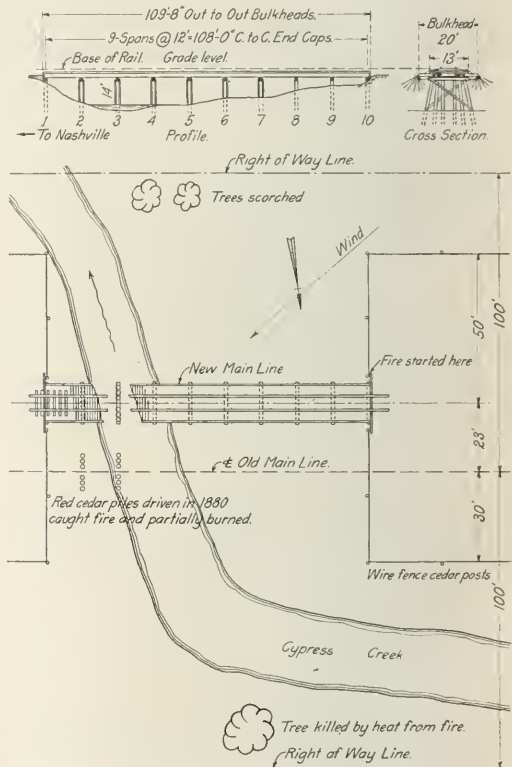 109'-8" Out to Out Bulkheads.
9-Spans @ 12'=108'-0" C. to C. End Caps.
Base of Rail. Grade level.
14'
1 2 3 4 5 6 7 8 9 10
To Nashville
Profile.
Bulkhead
20'
13'
Cross Section.
Right of Way Line.
Trees scorched
Wind
100'
50'
New Main Line
Fire started here
23'
℄ Old Main Line.
Red cedar piles driven in 1880
caught fire and partially burned.
30'
Wire fence cedar posts
100'
Cypress Creek
Tree killed by heat from fire.
Right of Way Line.